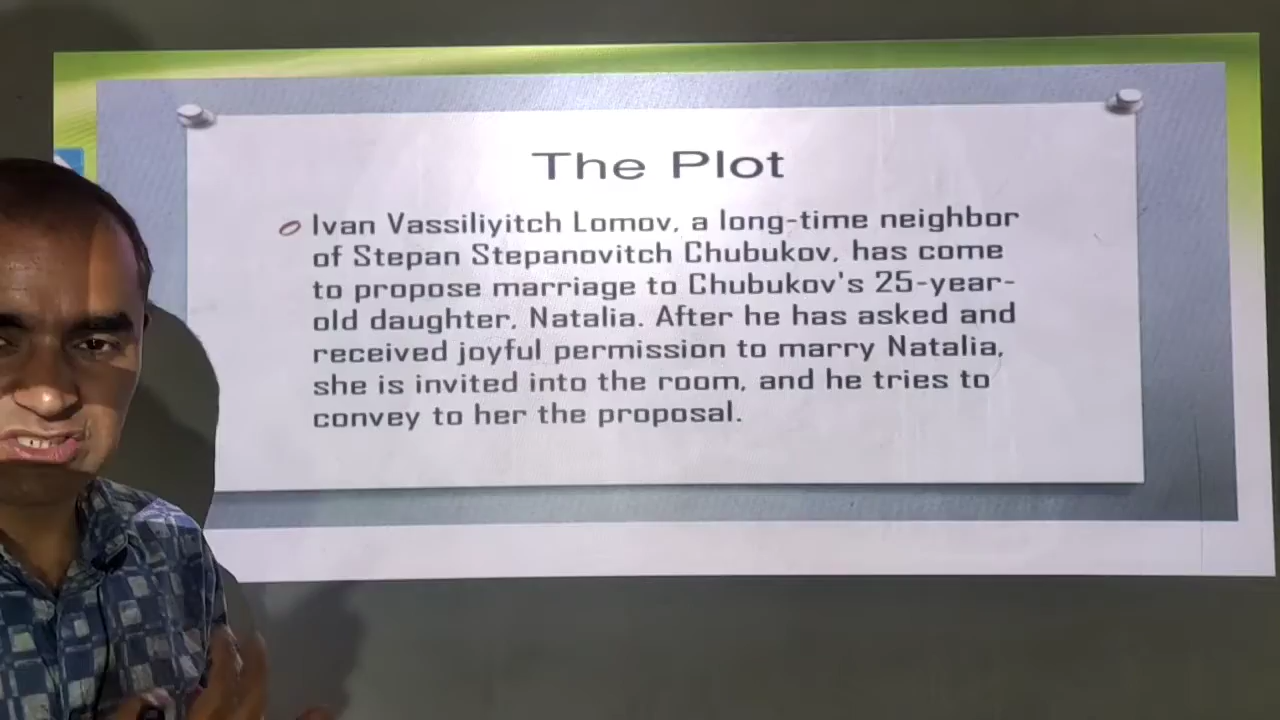 The Plot
Ivan Vassiliyitch Lomov, a long-time neighbor
of Stepan Stepanovitch Chubukov, has come
to propose marriage to Chubukov's 25-year-
old daughter, Natalia. After he has asked and
received joyful permission to marry Natalia,
she is invited into the room, and he tries to
convey to her the proposal.